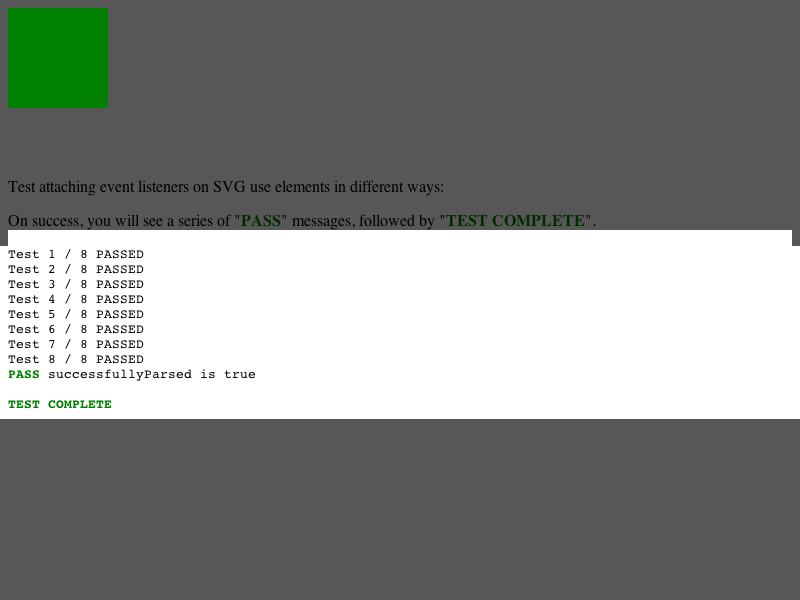 Test attaching event listeners on SVG use elements in different ways:
On success, you will see a series of "PASS" messages, followed by "TEST COMPLETE".
Test 1 / 8 PASSED
Test 2 / 8 PASSED
Test 3 / 8 PASSED
Test 4 / 8 PASSED
Test 5 / 8 PASSED
Test 6 / 8 PASSED
Test 7 / 8 PASSED
Test 8 / 8 PASSED
PASS successfullyParsed is true
TEST COMPLETE